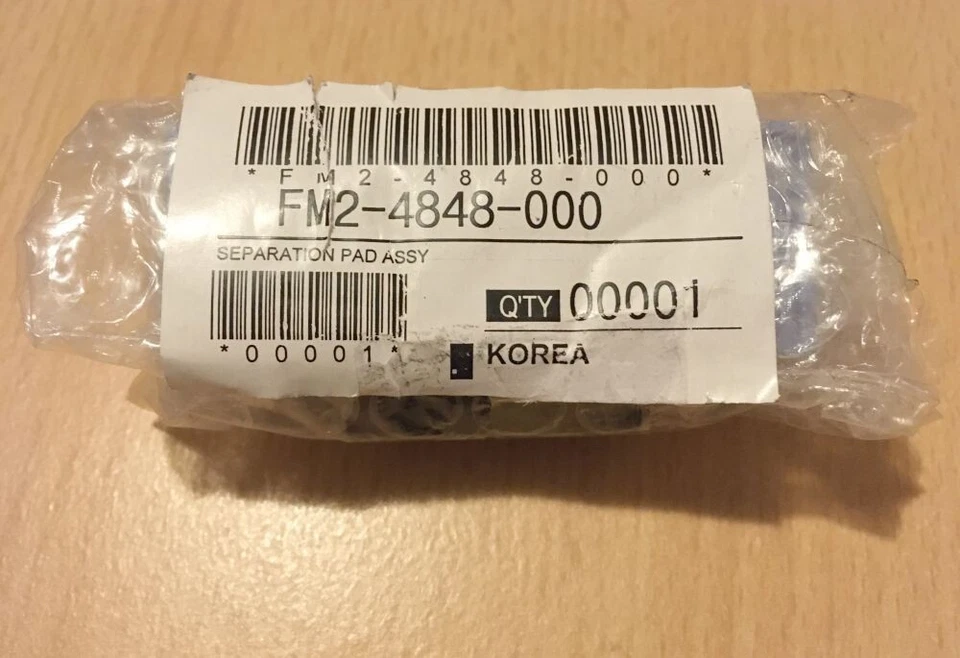 *FM2-4848-000*
FM2-4848-000
SEPARATION PAD ASSY
Q'TY 00001
*00001*
KOREA